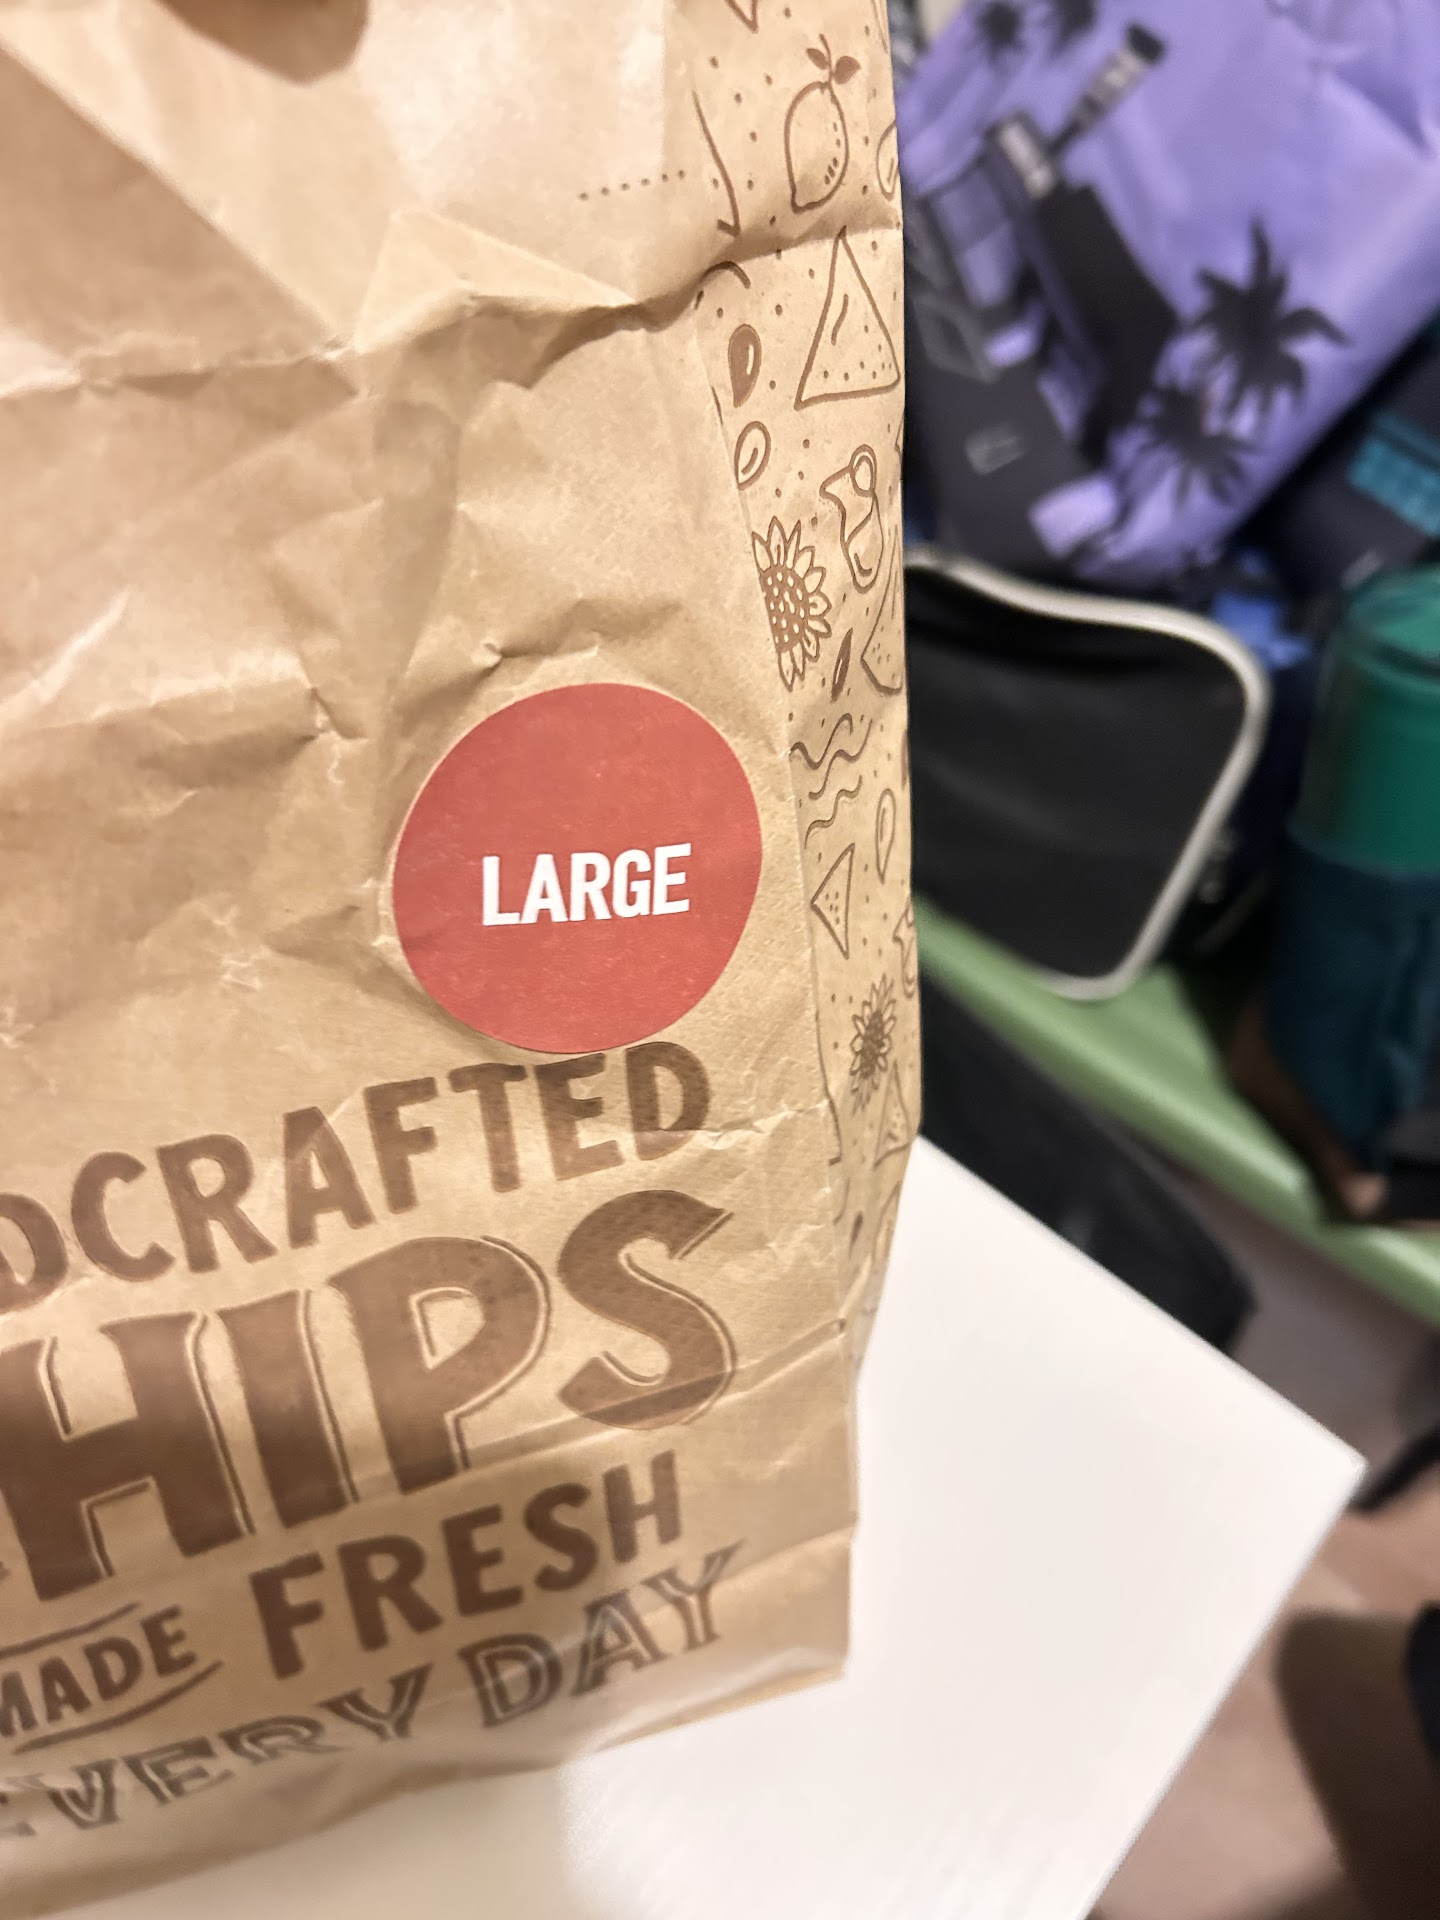 LARGE
DCRAFTED
HIPS
MADE FRESH
EVERY DAY